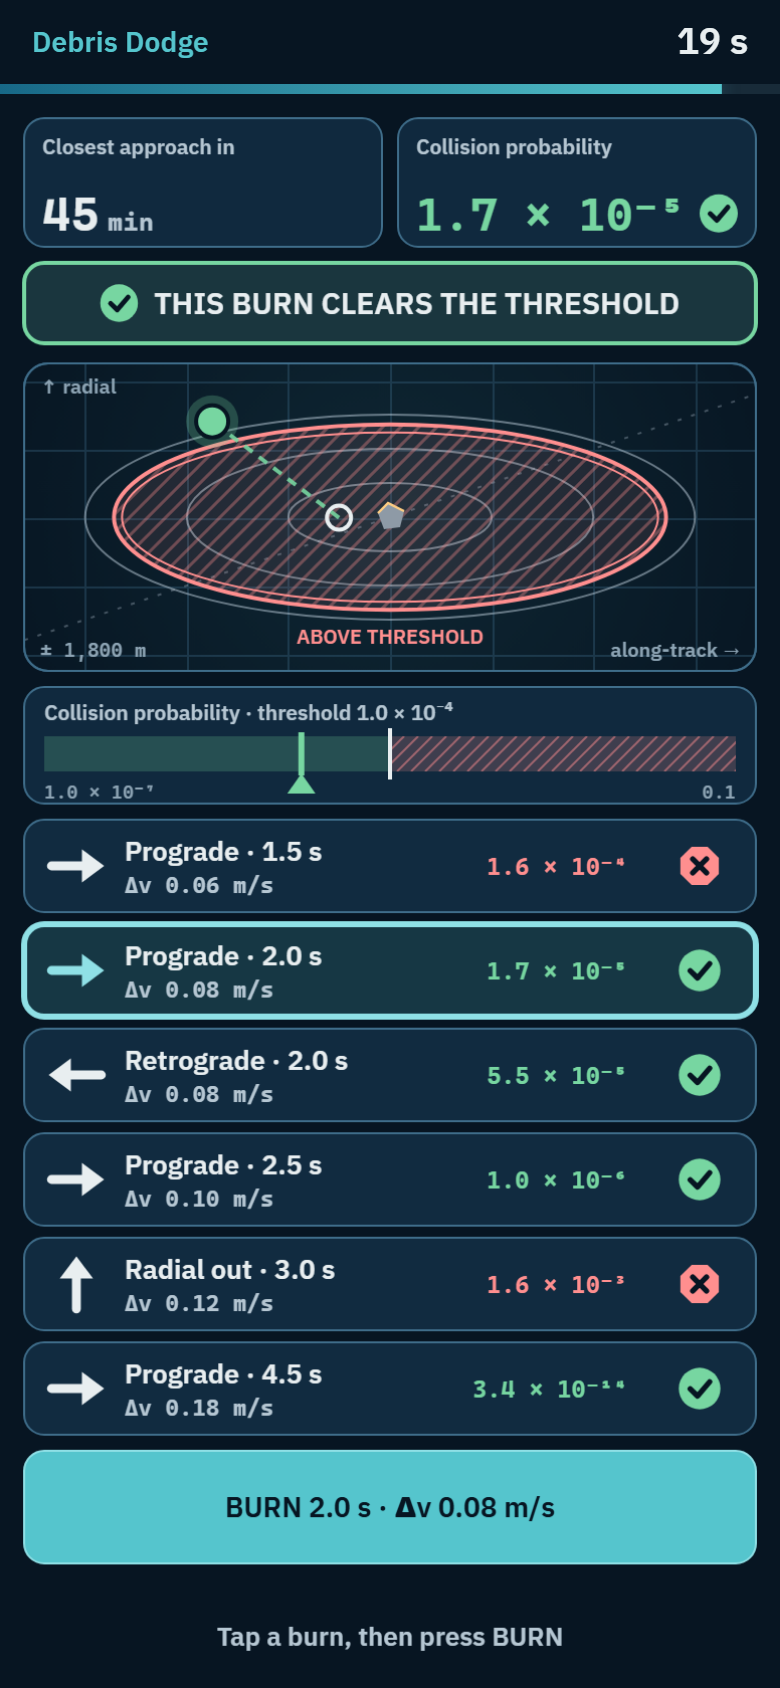 Debris Dodge
19 s
Closest approach in
45 min
Collision probability
1.7 × 10⁻⁵
THIS BURN CLEARS THE THRESHOLD
↑ radial
ABOVE THRESHOLD
± 1,800 m
along-track →
Collision probability · threshold 1.0 × 10⁻⁴
1.0 × 10⁻⁷
0.1
Prograde · 1.5 s
Δv 0.06 m/s
1.6 × 10⁻⁴
Prograde · 2.0 s
Δv 0.08 m/s
1.7 × 10⁻⁵
Retrograde · 2.0 s
Δv 0.08 m/s
5.5 × 10⁻⁵
Prograde · 2.5 s
Δv 0.10 m/s
1.0 × 10⁻⁶
Radial out · 3.0 s
Δv 0.12 m/s
1.6 × 10⁻³
Prograde · 4.5 s
Δv 0.18 m/s
3.4 × 10⁻¹⁴
BURN 2.0 s · Δv 0.08 m/s
Tap a burn, then press BURN